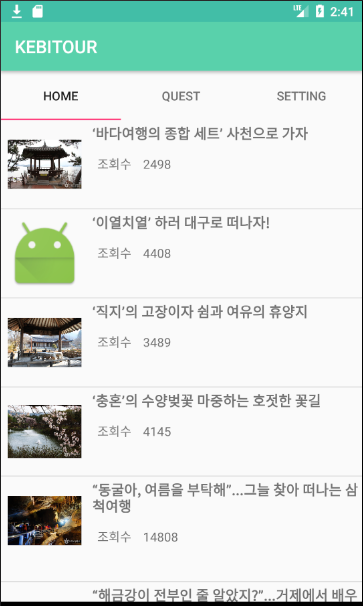 LTE 2:41
KEBITOUR
HOME QUEST SETTING
‘바다여행의 종합 세트’ 사천으로 가자
조회수 2498
‘이열치열’ 하러 대구로 떠나자!
조회수 4408
‘직지’의 고장이자 쉼과 여유의 휴양지
조회수 3489
‘충혼’의 수양벚꽃 마중하는 호젓한 꽃길
조회수 4145
“동굴아, 여름을 부탁해”...그늘 찾아 떠나는 삼
척여행
조회수 14808
“해금강이 전부인 줄 알았지?”...거제에서 배우